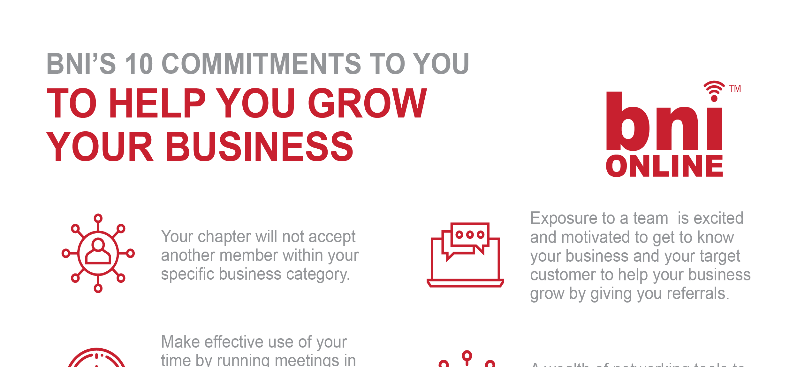 BNI'S 10 COMMITMENTS TO YOU
TO HELP YOU GROW
YOUR BUSINESS
bni
TM
ONLINE
Your chapter will not accept
another member within your
specific business category.
Exposure to a team  is excited
and motivated to get to know
your business and your target
customer to help your business
grow by giving you referrals.
Make effective use of your
time by running meetings in
A wealth of networking tools to